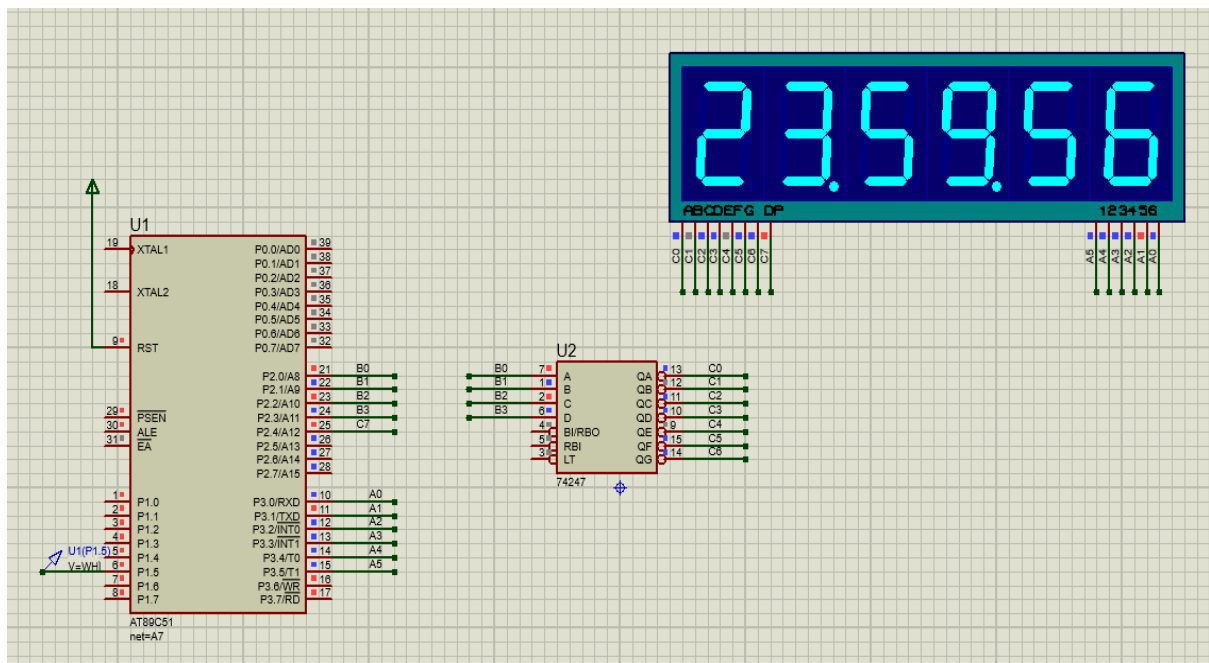 23.59.56
ABCDEFG DP
123456
C0 C1 C2 C3 C4 C5 C6 C7
A5 A4 A3 A2 A1 A0
U1
19 XTAL1
18 XTAL2
9 RST
29 PSEN
30 ALE
31 EA
1 P1.0
2 P1.1
3 P1.2
4 P1.3
5 P1.4
6 P1.5
7 P1.6
8 P1.7
U1(P1.5)
V=WHI
P0.0/AD0 39
P0.1/AD1 38
P0.2/AD2 37
P0.3/AD3 36
P0.4/AD4 35
P0.5/AD5 34
P0.6/AD6 33
P0.7/AD7 32
P2.0/A8 21 B0
P2.1/A9 22 B1
P2.2/A10 23 B2
P2.3/A11 24 B3
P2.4/A12 25 C7
P2.5/A13 26
P2.6/A14 27
P2.7/A15 28
P3.0/RXD 10 A0
P3.1/TXD 11 A1
P3.2/INT0 12 A2
P3.3/INT1 13 A3
P3.4/T0 14 A4
P3.5/T1 15 A5
P3.6/WR 16
P3.7/RD 17
AT89C51
net=A7
U2
B0 7 A QA 13 C0
B1 1 B QB 12 C1
B2 2 C QC 11 C2
B3 6 D QD 10 C3
4 BI/RBO QE 9 C4
5 RBI QF 15 C5
3 LT QG 14 C6
74247